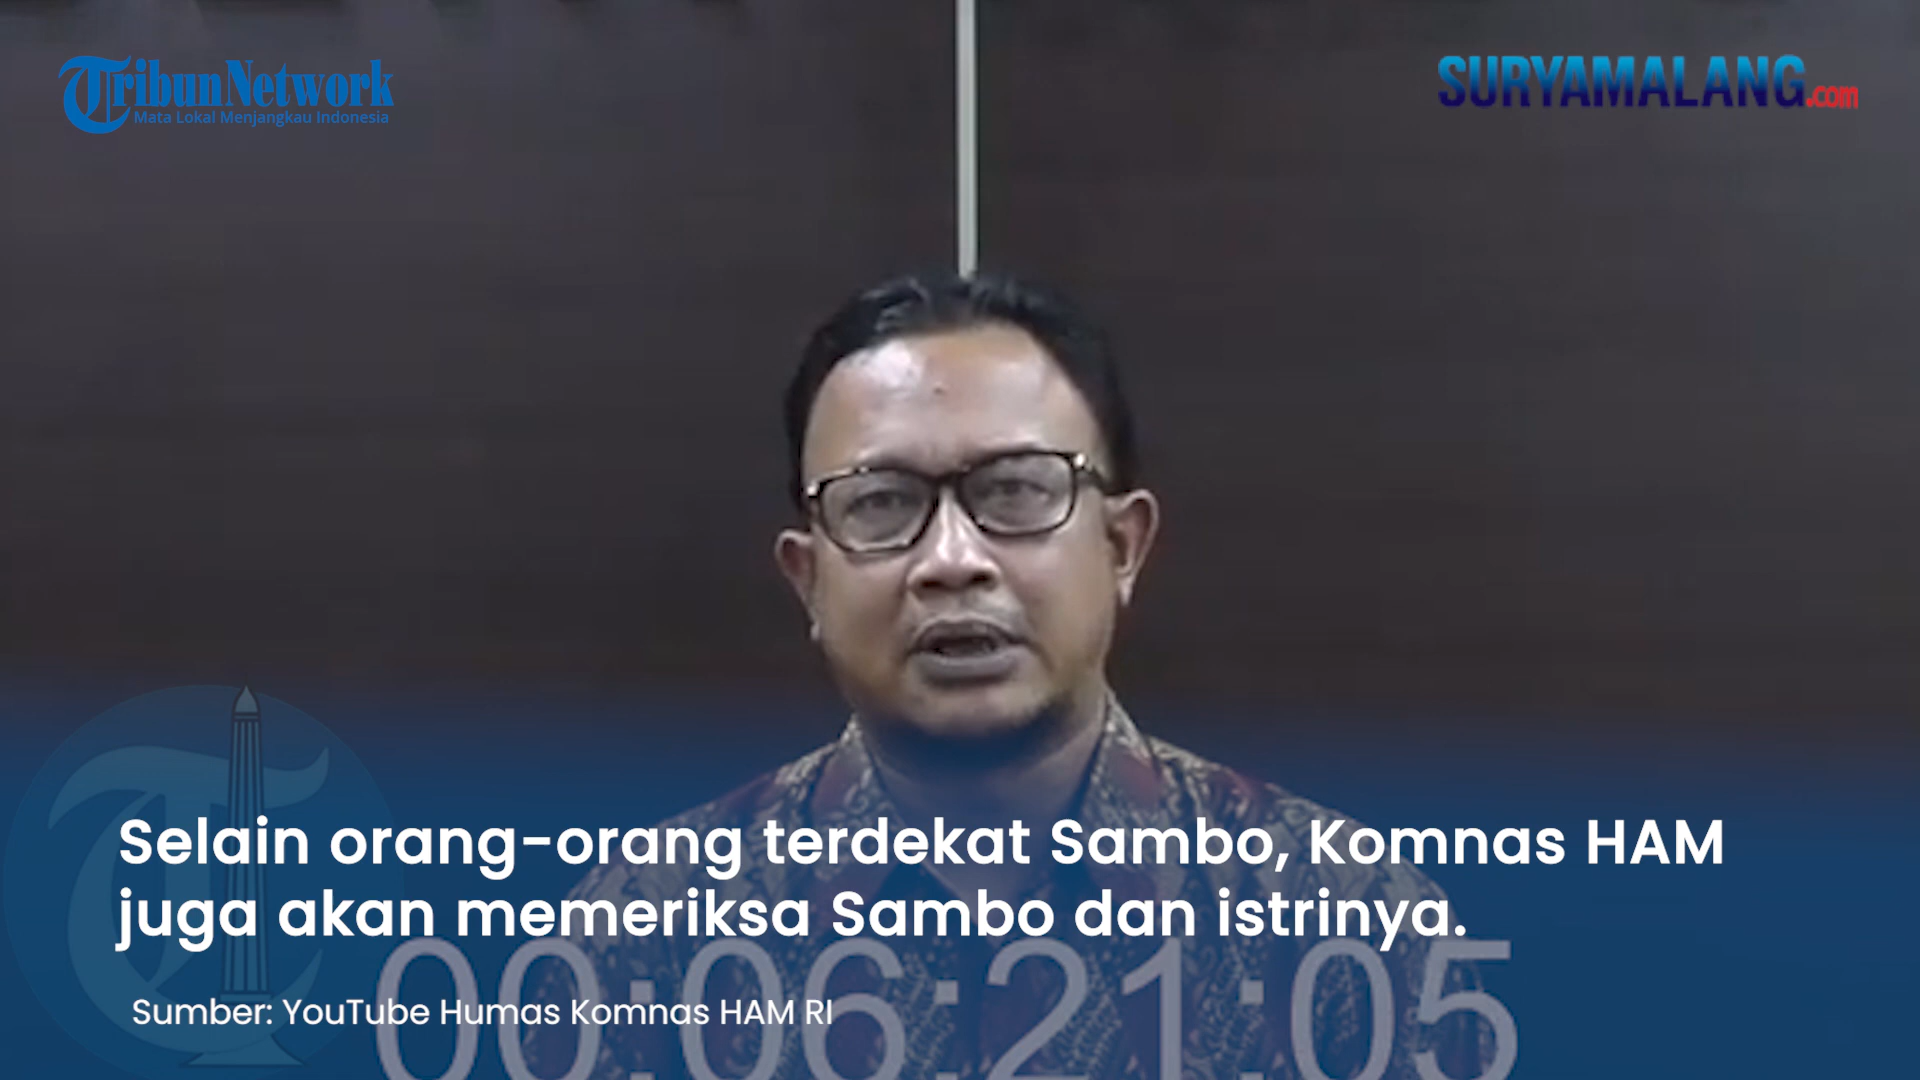 TribunNetwork
Mata Lokal Menjangkau Indonesia
SURYAMALANG.com
Selain orang-orang terdekat Sambo, Komnas HAM
juga akan memeriksa Sambo dan istrinya.
00:06:21:05
Sumber: YouTube Humas Komnas HAM RI